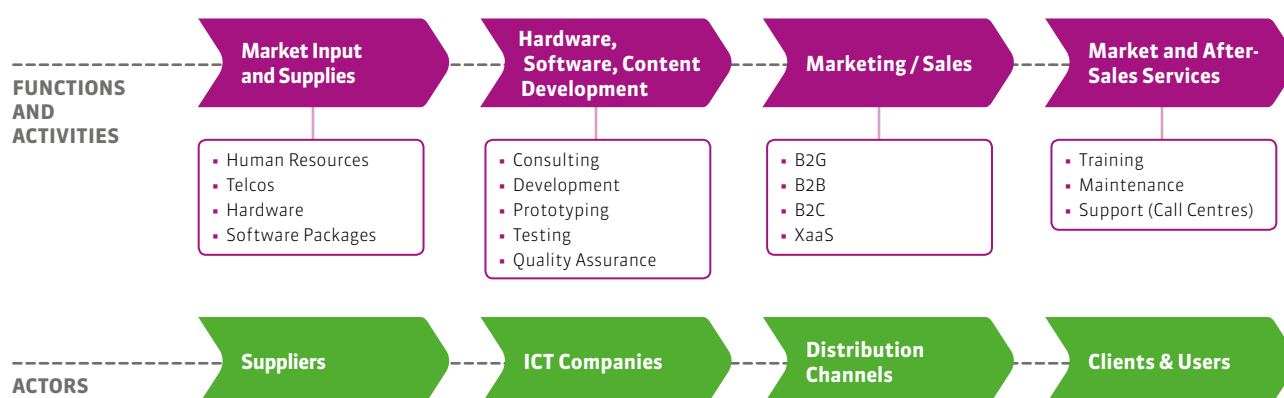 FUNCTIONS
AND
ACTIVITIES
Market Input
and Supplies
Hardware,
Software, Content
Development
Marketing / Sales
Market and After-
Sales Services
Human Resources
Telcos
Hardware
Software Packages
Consulting
Development
Prototyping
Testing
Quality Assurance
B2G
B2B
B2C
XaaS
Training
Maintenance
Support (Call Centres)
ACTORS
Suppliers
ICT Companies
Distribution
Channels
Clients & Users